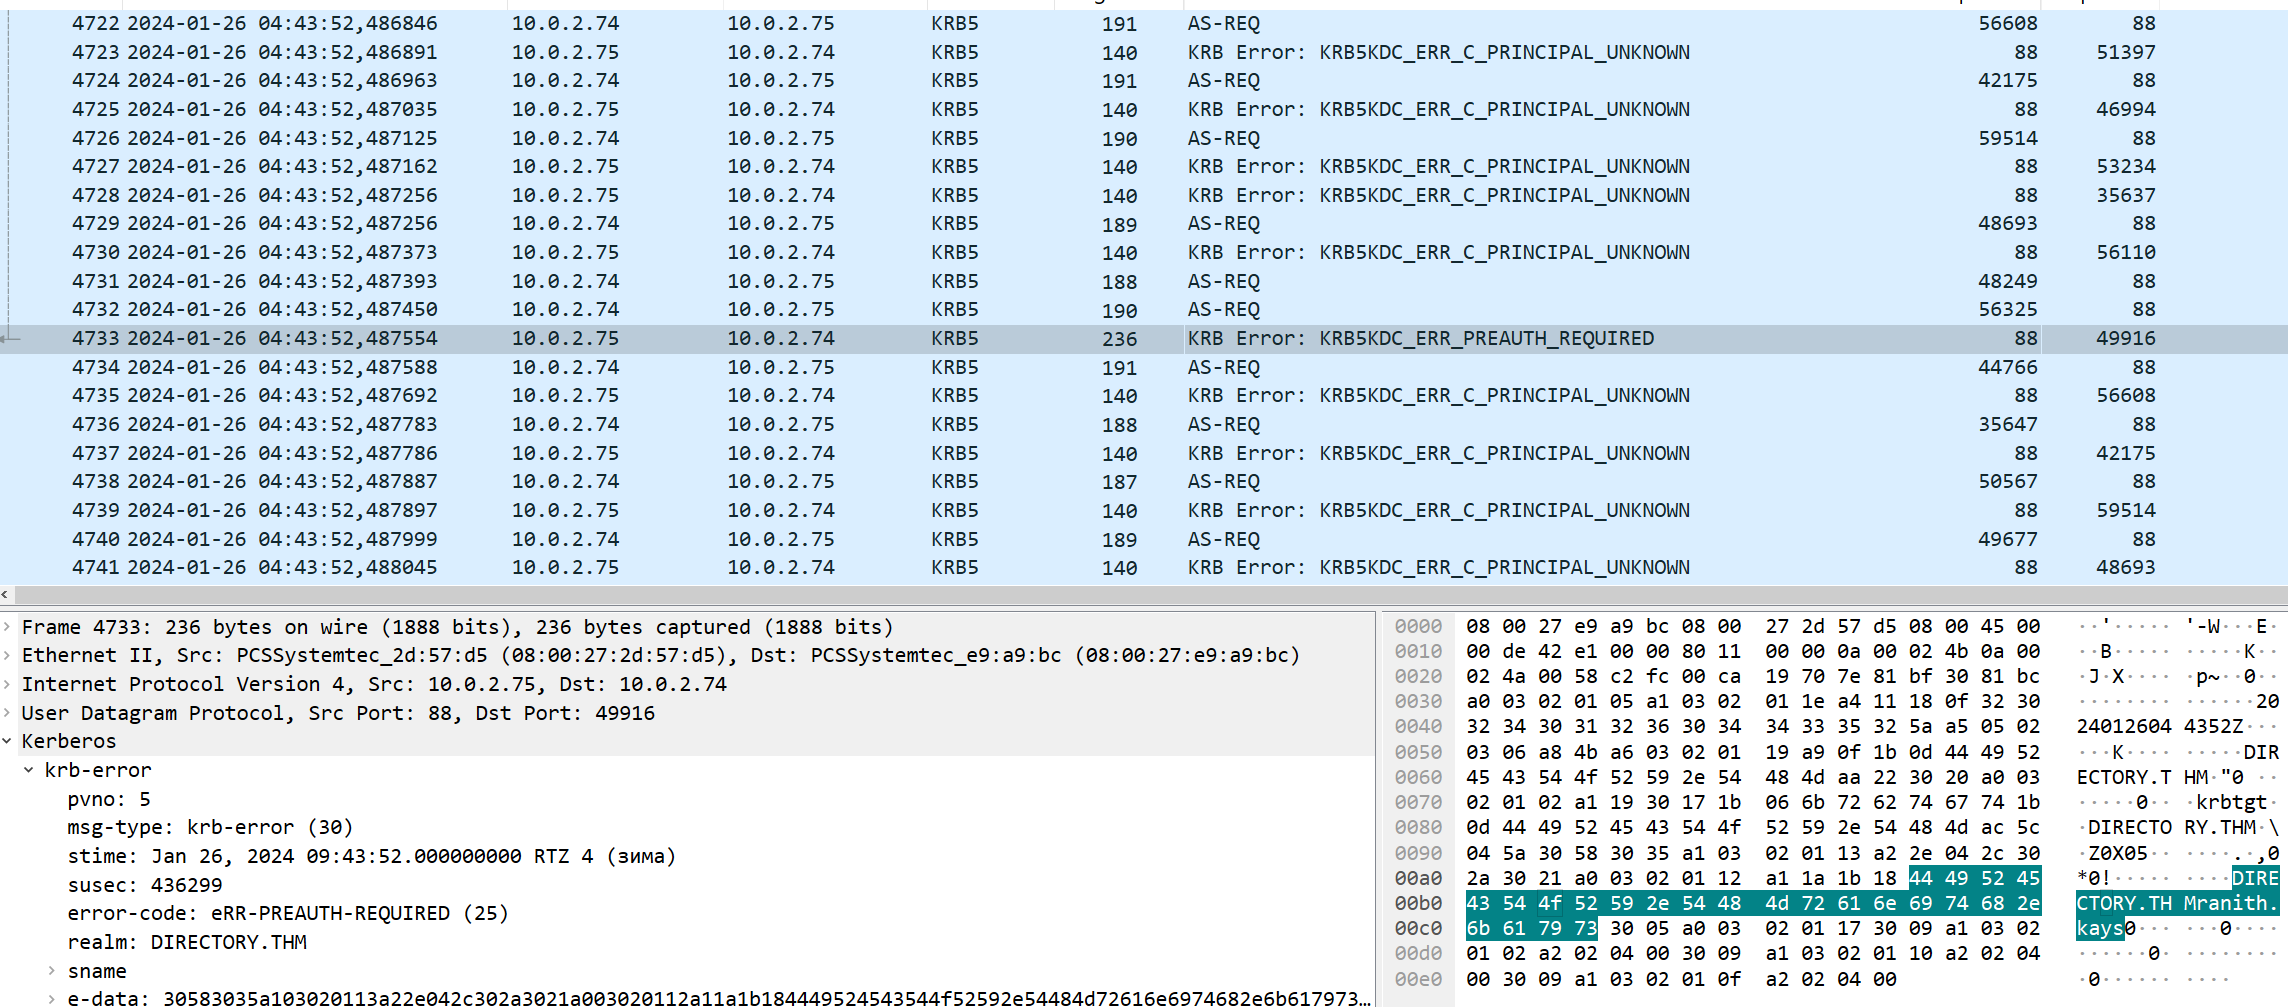 4722 2024-01-26 04:43:52,486846 10.0.2.74 10.0.2.75 KRB5 191 AS-REQ 56608 88
4723 2024-01-26 04:43:52,486891 10.0.2.75 10.0.2.74 KRB5 140 KRB Error: KRB5KDC_ERR_C_PRINCIPAL_UNKNOWN 88 51397
4724 2024-01-26 04:43:52,486963 10.0.2.74 10.0.2.75 KRB5 191 AS-REQ 42175 88
4725 2024-01-26 04:43:52,487035 10.0.2.75 10.0.2.74 KRB5 140 KRB Error: KRB5KDC_ERR_C_PRINCIPAL_UNKNOWN 88 46994
4726 2024-01-26 04:43:52,487125 10.0.2.74 10.0.2.75 KRB5 190 AS-REQ 59514 88
4727 2024-01-26 04:43:52,487162 10.0.2.75 10.0.2.74 KRB5 140 KRB Error: KRB5KDC_ERR_C_PRINCIPAL_UNKNOWN 88 53234
4728 2024-01-26 04:43:52,487256 10.0.2.75 10.0.2.74 KRB5 140 KRB Error: KRB5KDC_ERR_C_PRINCIPAL_UNKNOWN 88 35637
4729 2024-01-26 04:43:52,487256 10.0.2.74 10.0.2.75 KRB5 189 AS-REQ 48693 88
4730 2024-01-26 04:43:52,487373 10.0.2.75 10.0.2.74 KRB5 140 KRB Error: KRB5KDC_ERR_C_PRINCIPAL_UNKNOWN 88 56110
4731 2024-01-26 04:43:52,487393 10.0.2.74 10.0.2.75 KRB5 188 AS-REQ 48249 88
4732 2024-01-26 04:43:52,487450 10.0.2.74 10.0.2.75 KRB5 190 AS-REQ 56325 88
4733 2024-01-26 04:43:52,487554 10.0.2.75 10.0.2.74 KRB5 236 KRB Error: KRB5KDC_ERR_PREAUTH_REQUIRED 88 49916
4734 2024-01-26 04:43:52,487588 10.0.2.74 10.0.2.75 KRB5 191 AS-REQ 44766 88
4735 2024-01-26 04:43:52,487692 10.0.2.75 10.0.2.74 KRB5 140 KRB Error: KRB5KDC_ERR_C_PRINCIPAL_UNKNOWN 88 56608
4736 2024-01-26 04:43:52,487783 10.0.2.74 10.0.2.75 KRB5 188 AS-REQ 35647 88
4737 2024-01-26 04:43:52,487786 10.0.2.75 10.0.2.74 KRB5 140 KRB Error: KRB5KDC_ERR_C_PRINCIPAL_UNKNOWN 88 42175
4738 2024-01-26 04:43:52,487887 10.0.2.74 10.0.2.75 KRB5 187 AS-REQ 50567 88
4739 2024-01-26 04:43:52,487897 10.0.2.75 10.0.2.74 KRB5 140 KRB Error: KRB5KDC_ERR_C_PRINCIPAL_UNKNOWN 88 59514
4740 2024-01-26 04:43:52,487999 10.0.2.74 10.0.2.75 KRB5 189 AS-REQ 49677 88
4741 2024-01-26 04:43:52,488045 10.0.2.75 10.0.2.74 KRB5 140 KRB Error: KRB5KDC_ERR_C_PRINCIPAL_UNKNOWN 88 48693
Frame 4733: 236 bytes on wire (1888 bits), 236 bytes captured (1888 bits)
Ethernet II, Src: PCSSystemtec_2d:57:d5 (08:00:27:2d:57:d5), Dst: PCSSystemtec_e9:a9:bc (08:00:27:e9:a9:bc)
Internet Protocol Version 4, Src: 10.0.2.75, Dst: 10.0.2.74
User Datagram Protocol, Src Port: 88, Dst Port: 49916
Kerberos
krb-error
pvno: 5
msg-type: krb-error (30)
stime: Jan 26, 2024 09:43:52.000000000 RTZ 4 (зима)
susec: 436299
error-code: eRR-PREAUTH-REQUIRED (25)
realm: DIRECTORY.THM
sname
e-data: 30583035a103020113a22e042c302a3021a003020112a11a1b184449524543544f52592e54484d72616e6974682e6b617973…
0000 08 00 27 e9 a9 bc 08 00 27 2d 57 d5 08 00 45 00 ··'····· '-W···E·
0010 00 de 42 e1 00 00 80 11 00 00 0a 00 02 4b 0a 00 ··B····· ·····K··
0020 02 4a 00 58 c2 fc 00 ca 19 70 7e 81 bf 30 81 bc ·J·X···· ·p~··0··
0030 a0 03 02 01 05 a1 03 02 01 1e a4 11 18 0f 32 30 ········ ······20
0040 32 34 30 31 32 36 30 34 34 33 35 32 5a a5 05 02 24012604 4352Z···
0050 03 06 a8 4b a6 03 02 01 19 a9 0f 1b 0d 44 49 52 ···K···· ·····DIR
0060 45 43 54 4f 52 59 2e 54 48 4d aa 22 30 20 a0 03 ECTORY.T HM·"0 ··
0070 02 01 02 a1 19 30 17 1b 06 6b 72 62 74 67 74 1b ·····0·· ·krbtgt·
0080 0d 44 49 52 45 43 54 4f 52 59 2e 54 48 4d ac 5c ·DIRECTO RY.THM·\
0090 04 5a 30 58 30 35 a1 03 02 01 13 a2 2e 04 2c 30 ·Z0X05·· ····.·,0
00a0 2a 30 21 a0 03 02 01 12 a1 1a 1b 18 44 49 52 45 *0!····· ····DIRE
00b0 43 54 4f 52 59 2e 54 48 4d 72 61 6e 69 74 68 2e CTORY.TH Mranith.
00c0 6b 61 79 73 30 05 a0 03 02 01 17 30 09 a1 03 02 kays0··· ···0····
00d0 01 02 a2 02 04 00 30 09 a1 03 02 01 10 a2 02 04 ······0· ········
00e0 00 30 09 a1 03 02 01 0f a2 02 04 00 ·0······ ····